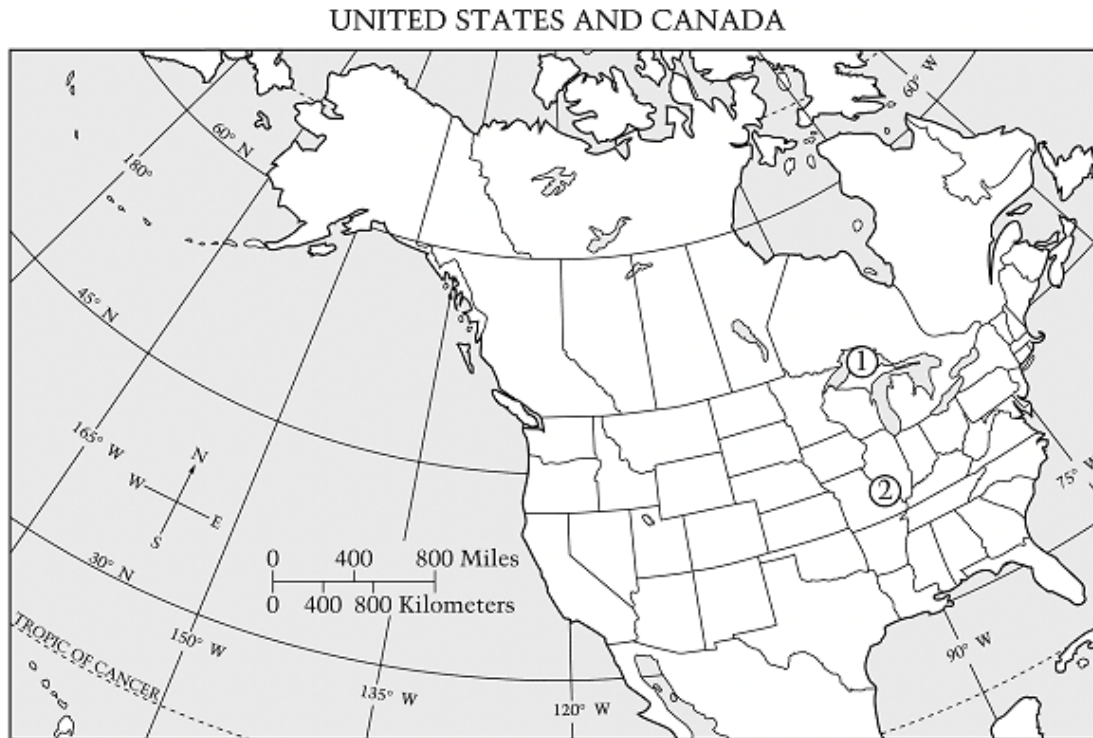 UNITED STATES AND CANADA
60° W
60° N
180°
45° N
1
165° W
N
W
E
S
2
75° W
0 400 800 Miles
0 400 800 Kilometers
30° N
TROPIC OF CANCER
150° W
135° W
120° W
90° W